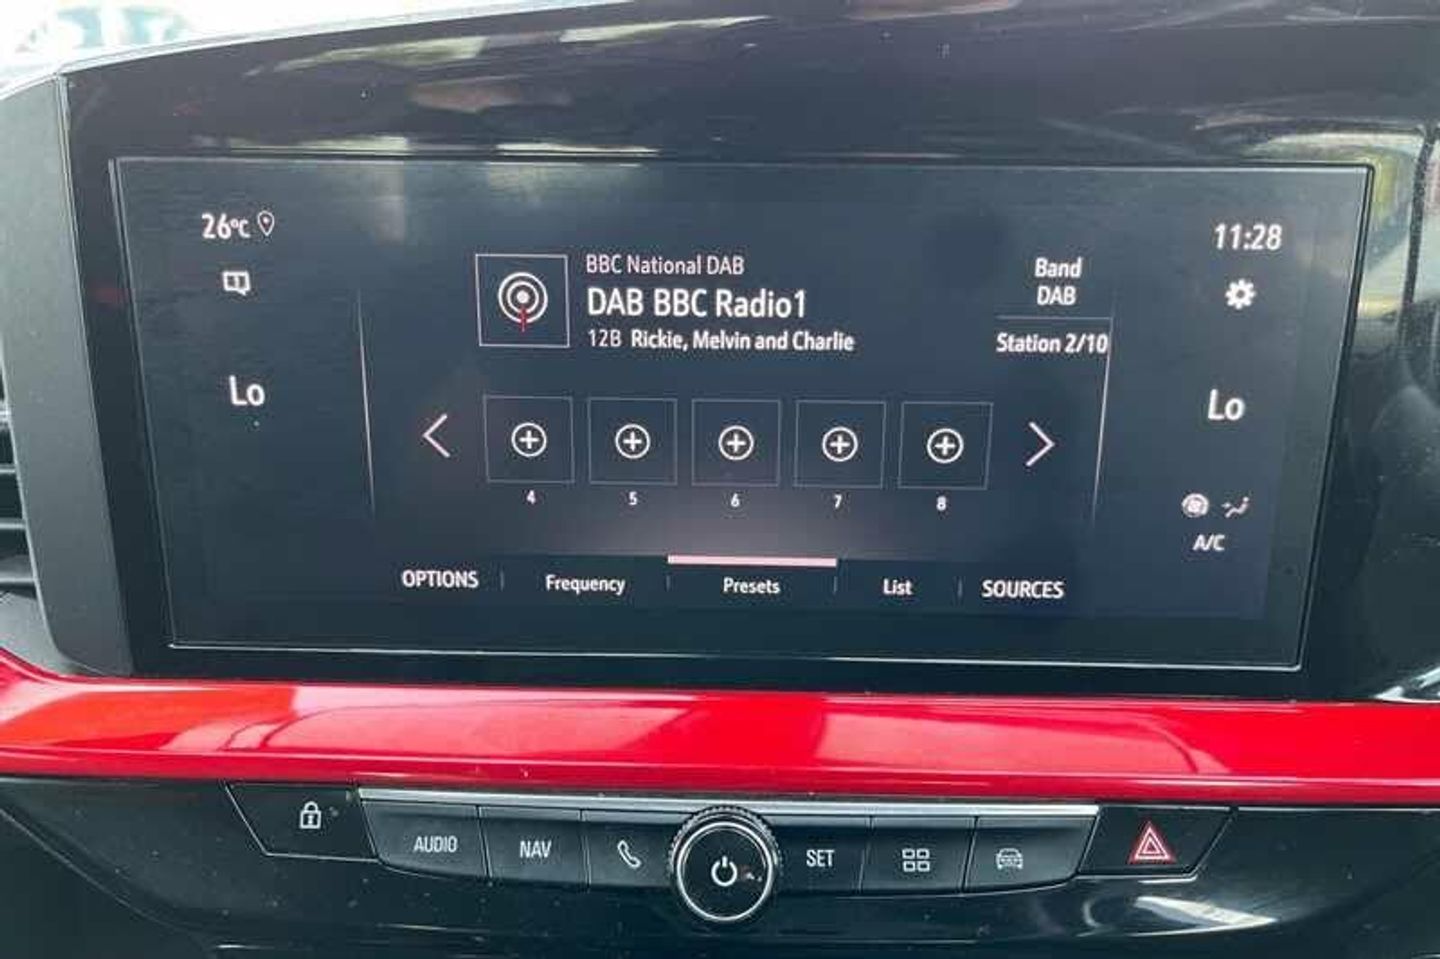 26°C
11:28
BBC National DAB
DAB BBC Radio1
12B Rickie, Melvin and Charlie
Band
DAB
Station 2/10
Lo
Lo
4 5 6 7 8
A/C
OPTIONS Frequency Presets List SOURCES
AUDIO NAV SET